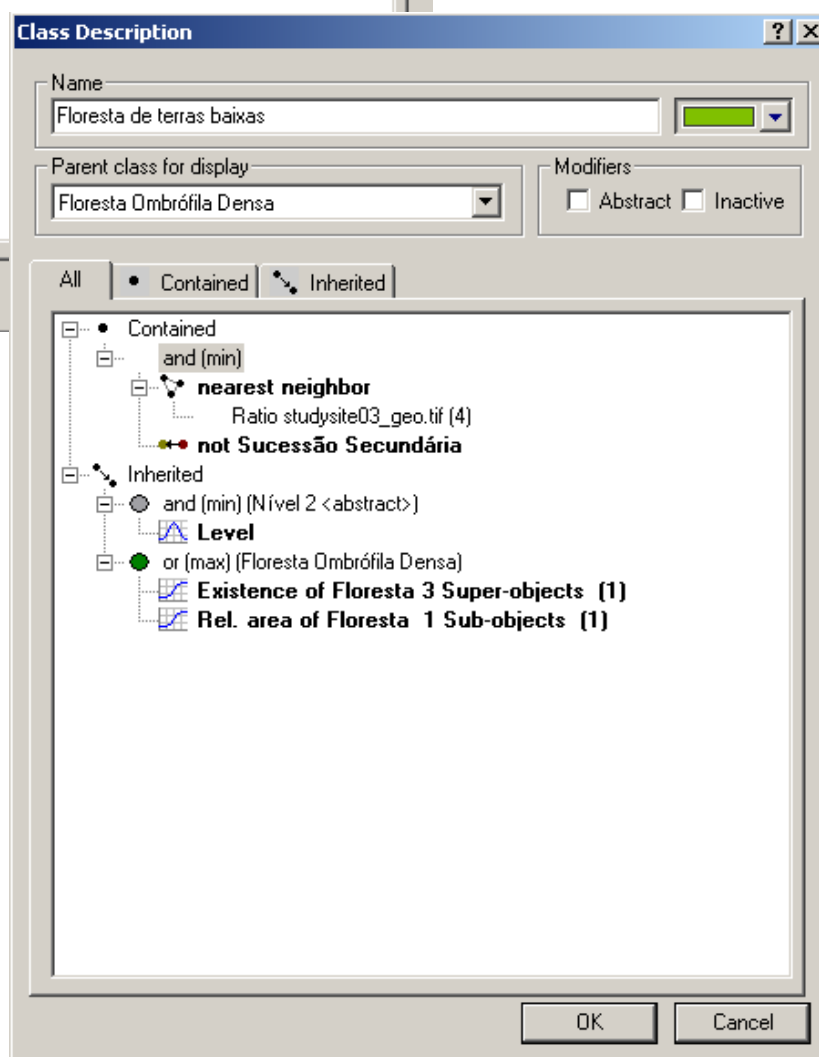 Class Description
Name
Floresta de terras baixas
Parent class for display
Modifiers
Floresta Ombrófila Densa
Abstract
Inactive
All
Contained
Inherited
Contained
and (min)
nearest neighbor
Ratio studysite03_geo.tif (4)
not Sucessão Secundária
Inherited
and (min) (Nível 2 <abstract>)
Level
or (max) (Floresta Ombrófila Densa)
Existence of Floresta 3 Super-objects (1)
Rel. area of Floresta 1 Sub-objects (1)
OK
Cancel